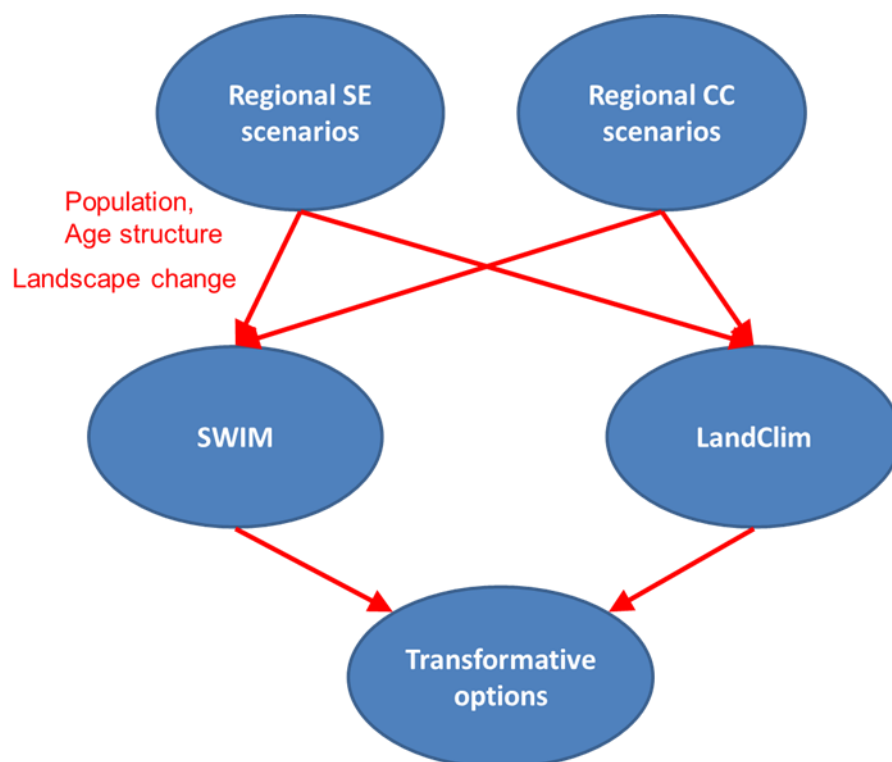 Regional SE
scenarios
Regional CC
scenarios
Population,
Age structure
Landscape change
SWIM
LandClim
Transformative
options